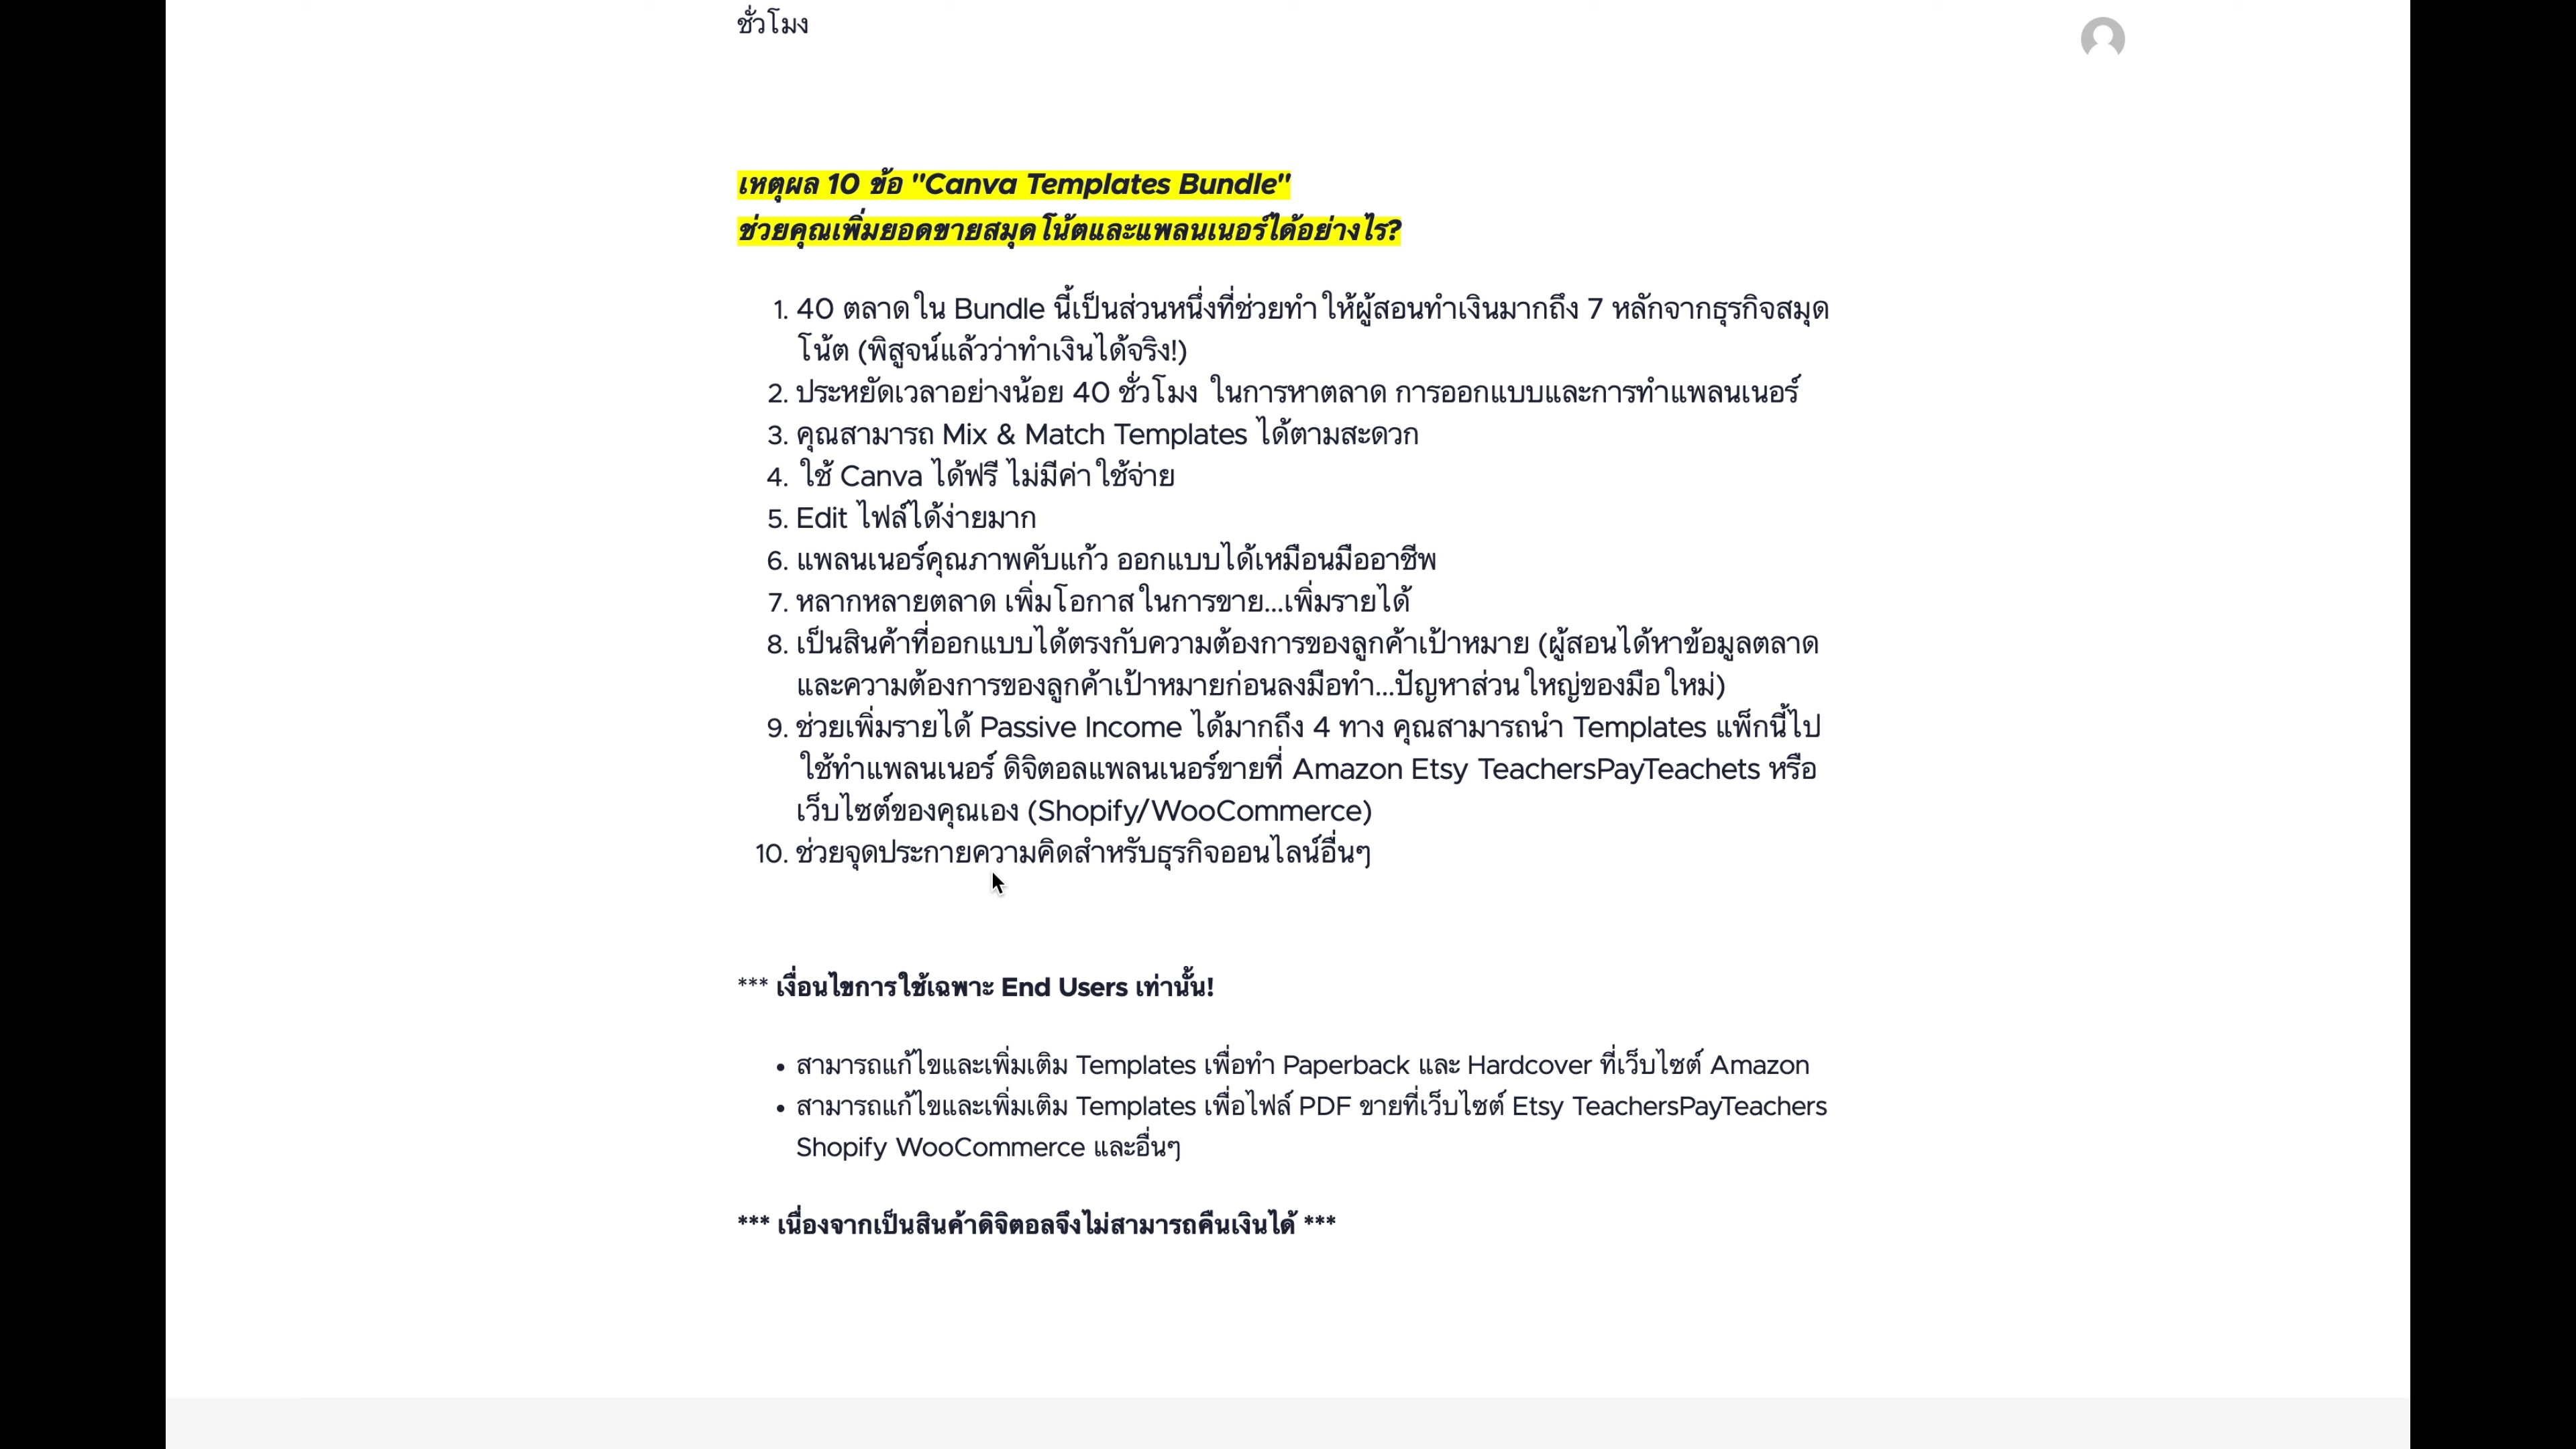 ชั่วโมง
เหตุผล 10 ข้อ "Canva Templates Bundle"
ช่วยคุณเพิ่มยอดขายสมุดโน้ตและแพลนเนอร์ได้อย่างไร?
1. 40 ตลาดใน Bundle นี้เป็นส่วนหนึ่งที่ช่วยทำให้ผู้สอนทำเงินมากถึง 7 หลักจากธุรกิจสมุด
โน้ต (พิสูจน์แล้วว่าทำเงินได้จริง!)
2. ประหยัดเวลาอย่างน้อย 40 ชั่วโมง ในการหาตลาด การออกแบบและการทำแพลนเนอร์
3. คุณสามารถ Mix & Match Templates ได้ตามสะดวก
4. ใช้ Canva ได้ฟรี ไม่มีค่าใช้จ่าย
5. Edit ไฟล์ได้ง่ายมาก
6. แพลนเนอร์คุณภาพคับแก้ว ออกแบบได้เหมือนมืออาชีพ
7. หลากหลายตลาด เพิ่มโอกาสในการขาย...เพิ่มรายได้
8. เป็นสินค้าที่ออกแบบได้ตรงกับความต้องการของลูกค้าเป้าหมาย (ผู้สอนได้หาข้อมูลตลาด
และความต้องการของลูกค้าเป้าหมายก่อนลงมือทำ...ปัญหาส่วนใหญ่ของมือใหม่)
9. ช่วยเพิ่มรายได้ Passive Income ได้มากถึง 4 ทาง คุณสามารถนำ Templates แพ็กนี้ไป
ใช้ทำแพลนเนอร์ ดิจิตอลแพลนเนอร์ขายที่ Amazon Etsy TeachersPayTeachets หรือ
เว็บไซต์ของคุณเอง (Shopify/WooCommerce)
10. ช่วยจุดประกายความคิดสำหรับธุรกิจออนไลน์อื่นๆ
*** เงื่อนไขการใช้เฉพาะ End Users เท่านั้น!
• สามารถแก้ไขและเพิ่มเติม Templates เพื่อทำ Paperback และ Hardcover ที่เว็บไซต์ Amazon
• สามารถแก้ไขและเพิ่มเติม Templates เพื่อไฟล์ PDF ขายที่เว็บไซต์ Etsy TeachersPayTeachers
Shopify WooCommerce และอื่นๆ
*** เนื่องจากเป็นสินค้าดิจิตอลจึงไม่สามารถคืนเงินได้ ***